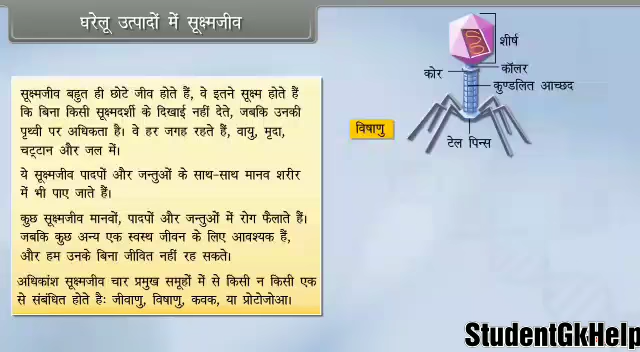 घरेलू उत्पादों में सूक्ष्मजीव
सूक्ष्मजीव बहुत ही छोटे जीव होते हैं, वे इतने सूक्ष्म होते हैं
कि बिना किसी सूक्ष्मदर्शी के दिखाई नहीं देते, जबकि उनकी
पृथ्वी पर अधिकता है। वे हर जगह रहते हैं, वायु, मृदा,
चट्टान और जल में।
ये सूक्ष्मजीव पादपों और जन्तुओं के साथ-साथ मानव शरीर
में भी पाए जाते हैं।
कुछ सूक्ष्मजीव मानवों, पादपों और जन्तुओं में रोग फैलाते हैं।
जबकि कुछ अन्य एक स्वस्थ जीवन के लिए आवश्यक हैं,
और हम उनके बिना जीवित नहीं रह सकते।
अधिकांश सूक्ष्मजीव चार प्रमुख समूहों में से किसी न किसी एक
से संबंधित होते हैः जीवाणु, विषाणु, कवक, या प्रोटोजोआ।
शीर्ष
कॉलर
कोर
कुण्डलित आच्छद
विषाणु
टेल पिन्स
StudentGkHelp